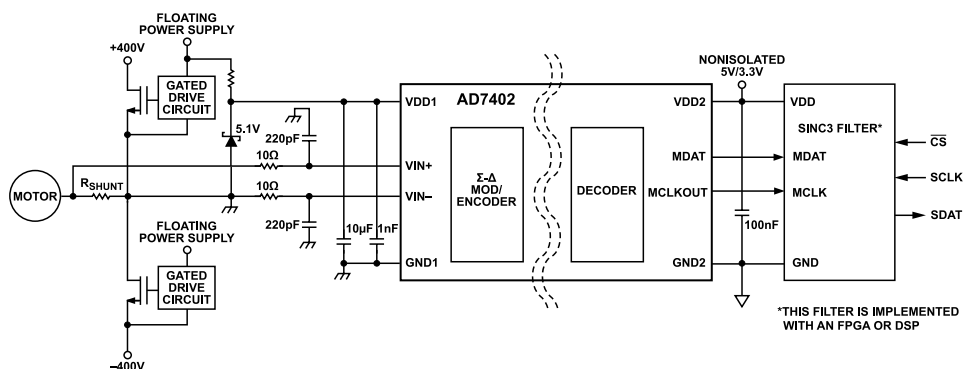 FLOATING
POWER SUPPLY
+400V
GATED
DRIVE
CIRCUIT
5.1V
MOTOR
RSHUNT
10Ω
10Ω
220pF
220pF
10µF
1nF
FLOATING
POWER SUPPLY
GATED
DRIVE
CIRCUIT
–400V
AD7402
VDD1
VIN+
VIN–
GND1
Σ-Δ
MOD/
ENCODER
DECODER
VDD2
MDAT
MCLKOUT
GND2
NONISOLATED
5V/3.3V
100nF
VDD
SINC3 FILTER*
MDAT
MCLK
GND
CS
SCLK
SDAT
*THIS FILTER IS IMPLEMENTED
WITH AN FPGA OR DSP